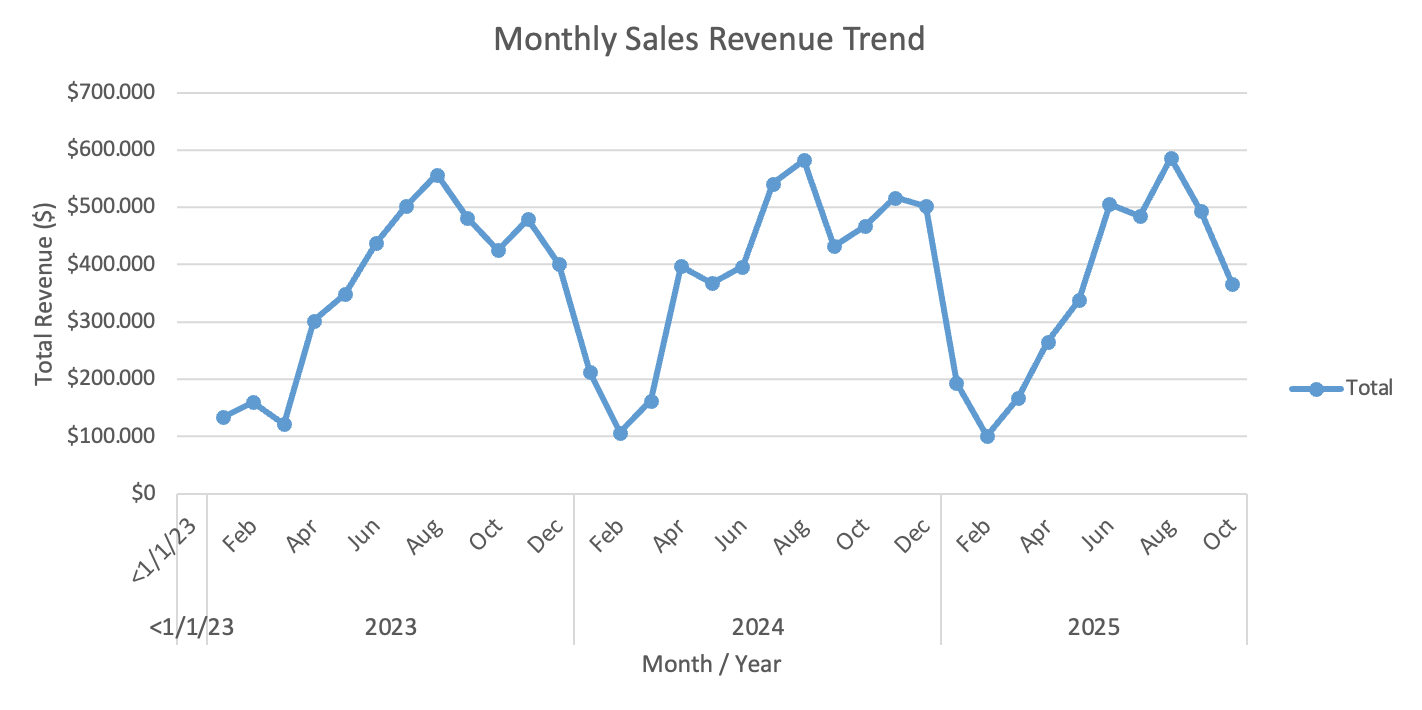 Monthly Sales Revenue Trend
$700.000
$600.000
$500.000
$400.000
$300.000
$200.000
$100.000
$0
Total Revenue ($)
<1/1/23
Feb
Apr
Jun
Aug
Oct
Dec
Feb
Apr
Jun
Aug
Oct
Dec
Feb
Apr
Jun
Aug
Oct
<1/1/23
2023
2024
2025
Month / Year
Total